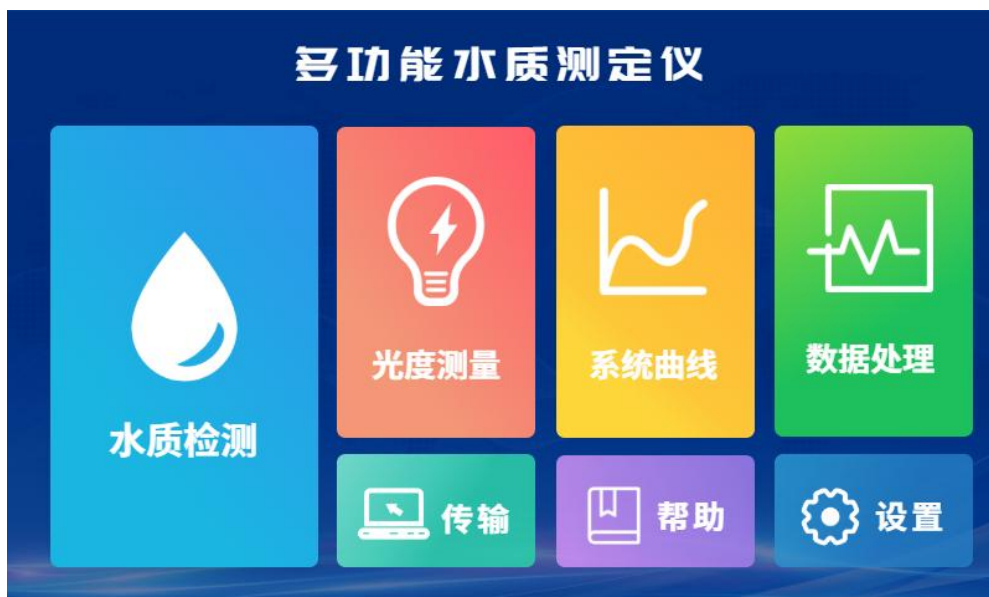 多功能水质测定仪
水质检测
光度测量
系统曲线
数据处理
传输
帮助
设置